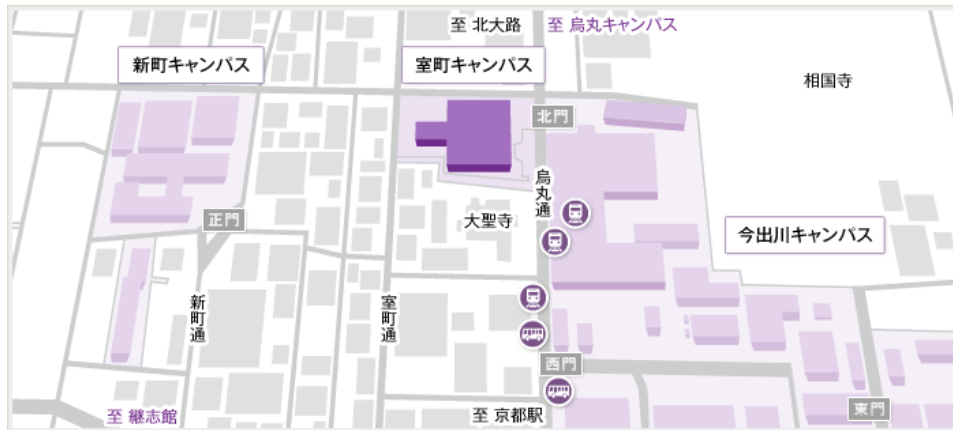 至 北大路
至 烏丸キャンパス
新町キャンパス
室町キャンパス
相国寺
北門
烏丸通
正門
大聖寺
今出川キャンパス
新町通
室町通
西門
至 継志館
至 京都駅
東門